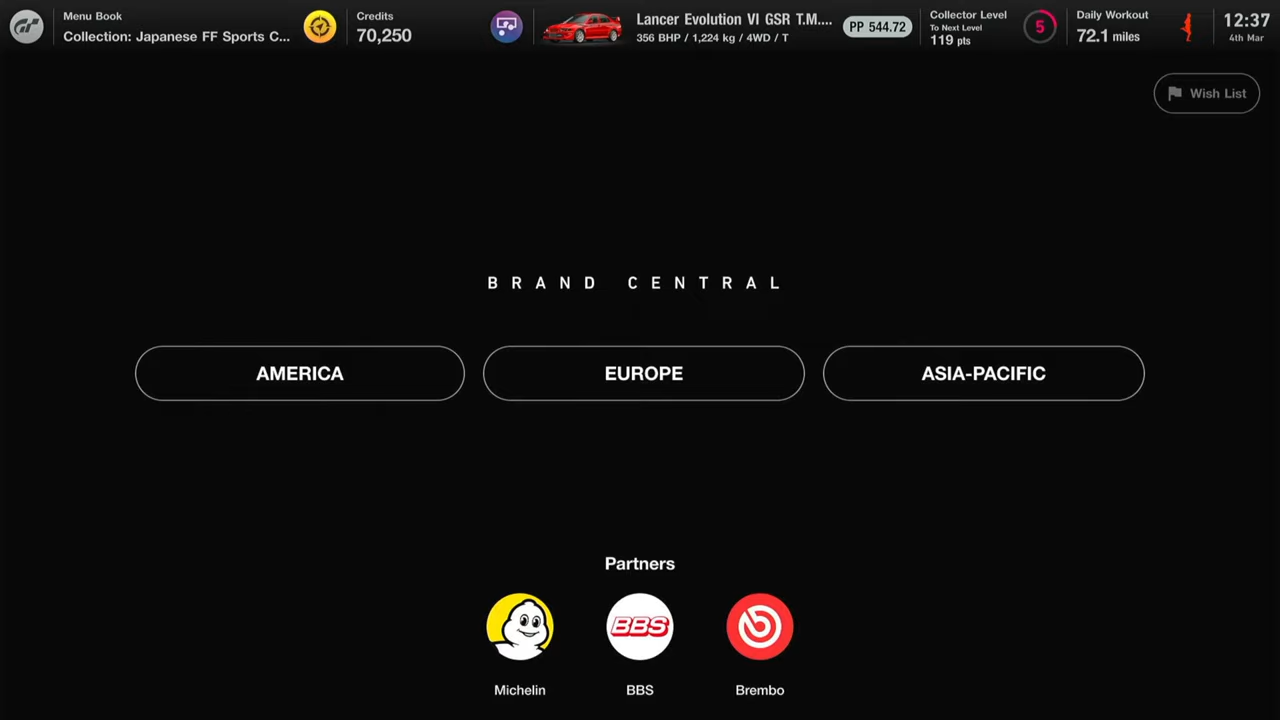 Menu Book
Collection: Japanese FF Sports C...
Credits
70,250
Lancer Evolution VI GSR T.M....
356 BHP / 1,224 kg / 4WD / T
PP 544.72
Collector Level
To Next Level
119 pts
5
Daily Workout
72.1 miles
12:37
4th Mar
Wish List
BRAND CENTRAL
AMERICA
EUROPE
ASIA-PACIFIC
Partners
BBS
Michelin
BBS
Brembo